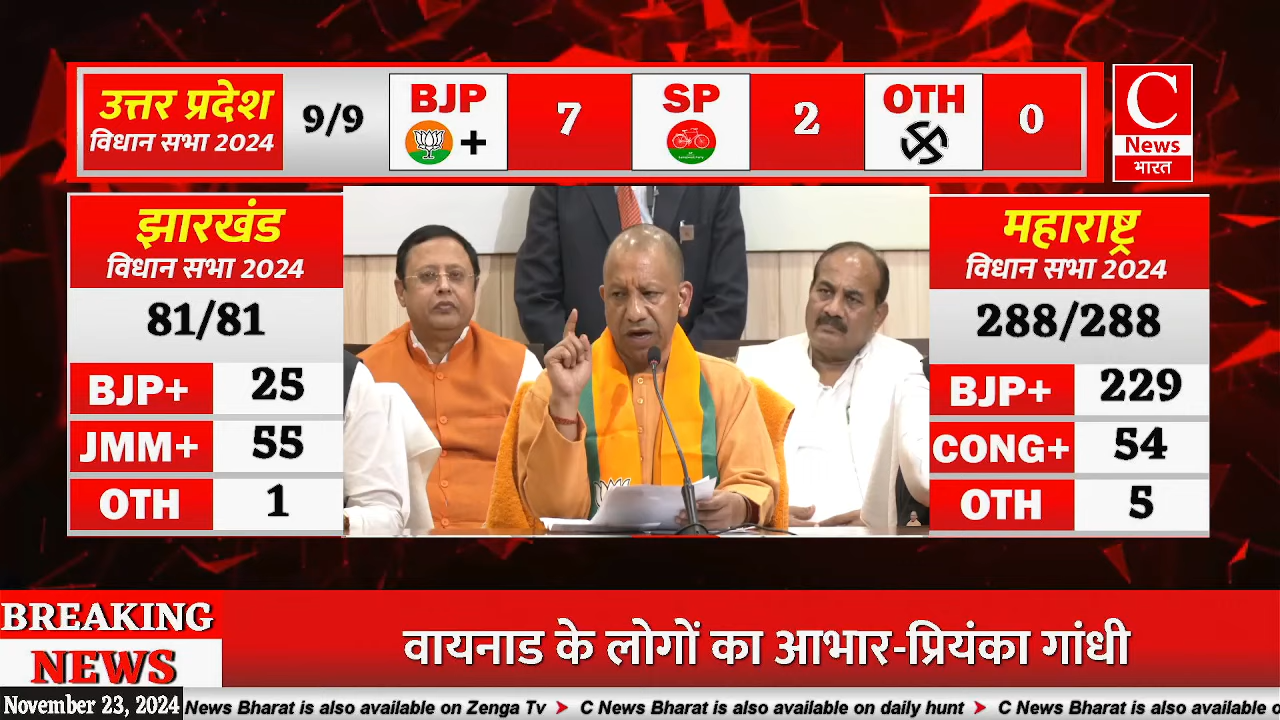 उत्तर प्रदेश
विधान सभा 2024
9/9
BJP
+
7
SP
2
OTH
0
C
News
भारत
झारखंड
विधान सभा 2024
81/81
BJP+ 25
JMM+ 55
OTH 1
महाराष्ट्र
विधान सभा 2024
288/288
BJP+ 229
CONG+ 54
OTH 5
BREAKING
NEWS
वायनाड के लोगों का आभार-प्रियंका गांधी
November 23, 2024
News Bharat is also available on Zenga Tv ➤ C News Bharat is also available on daily hunt ➤ C News Bharat is also available o